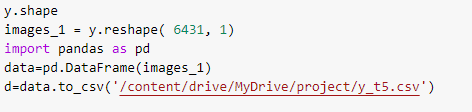 y.shape
images_1 = y.reshape( 6431, 1)
import pandas as pd
data=pd.DataFrame(images_1)
d=data.to_csv('/content/drive/MyDrive/project/y_t5.csv')